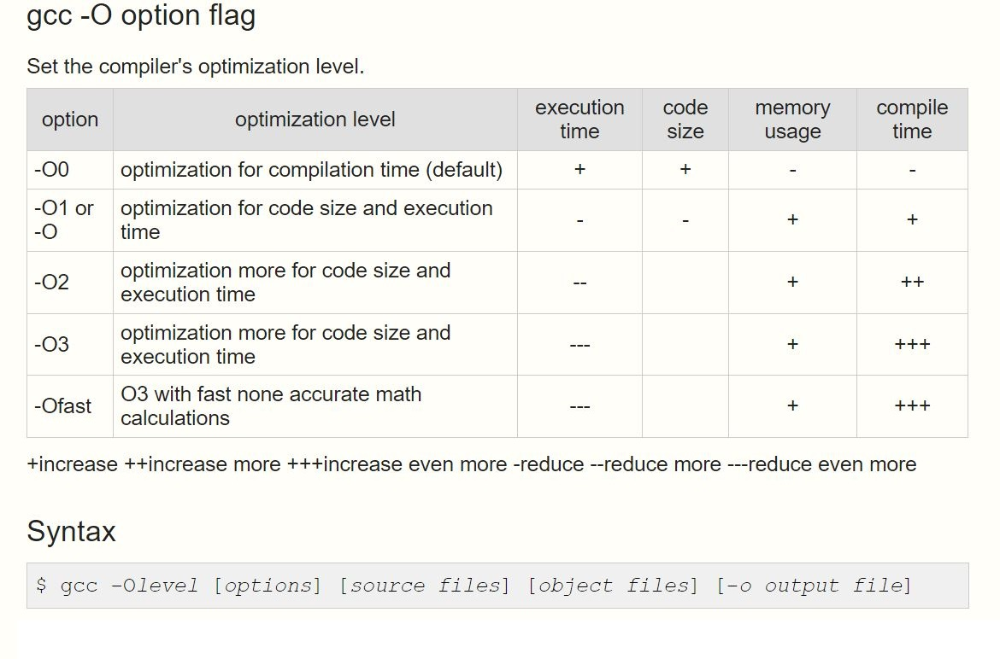 gcc -O option flag
Set the compiler's optimization level.
option optimization level execution time code size memory usage compile time
-O0 optimization for compilation time (default) + + - -
-O1 or -O optimization for code size and execution time - - + +
-O2 optimization more for code size and execution time -- + ++
-O3 optimization more for code size and execution time --- + +++
-Ofast O3 with fast none accurate math calculations --- + +++
+increase ++increase more +++increase even more -reduce --reduce more ---reduce even more
Syntax
$ gcc -Olevel [options] [source files] [object files] [-o output file]